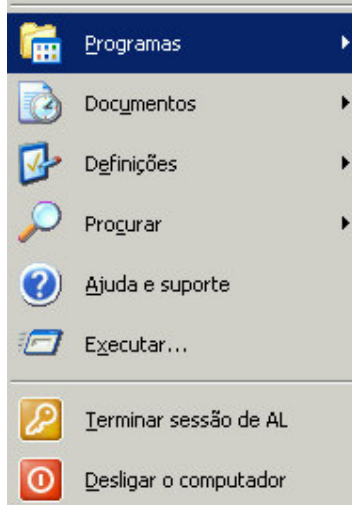 Programas
Documentos
Definições
Procurar
Ajuda e suporte
Executar...
Terminar sessão de AL
Desligar o computador